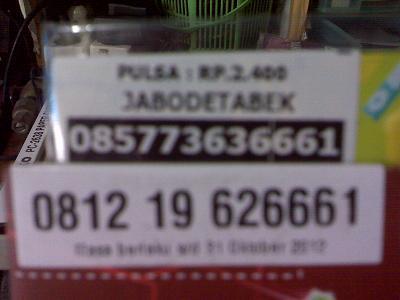 PULSA : RP.2,400
JABODETABEK
085773636661
0812 19 626661
Masa berlaku s/d 31 Oktober 2012